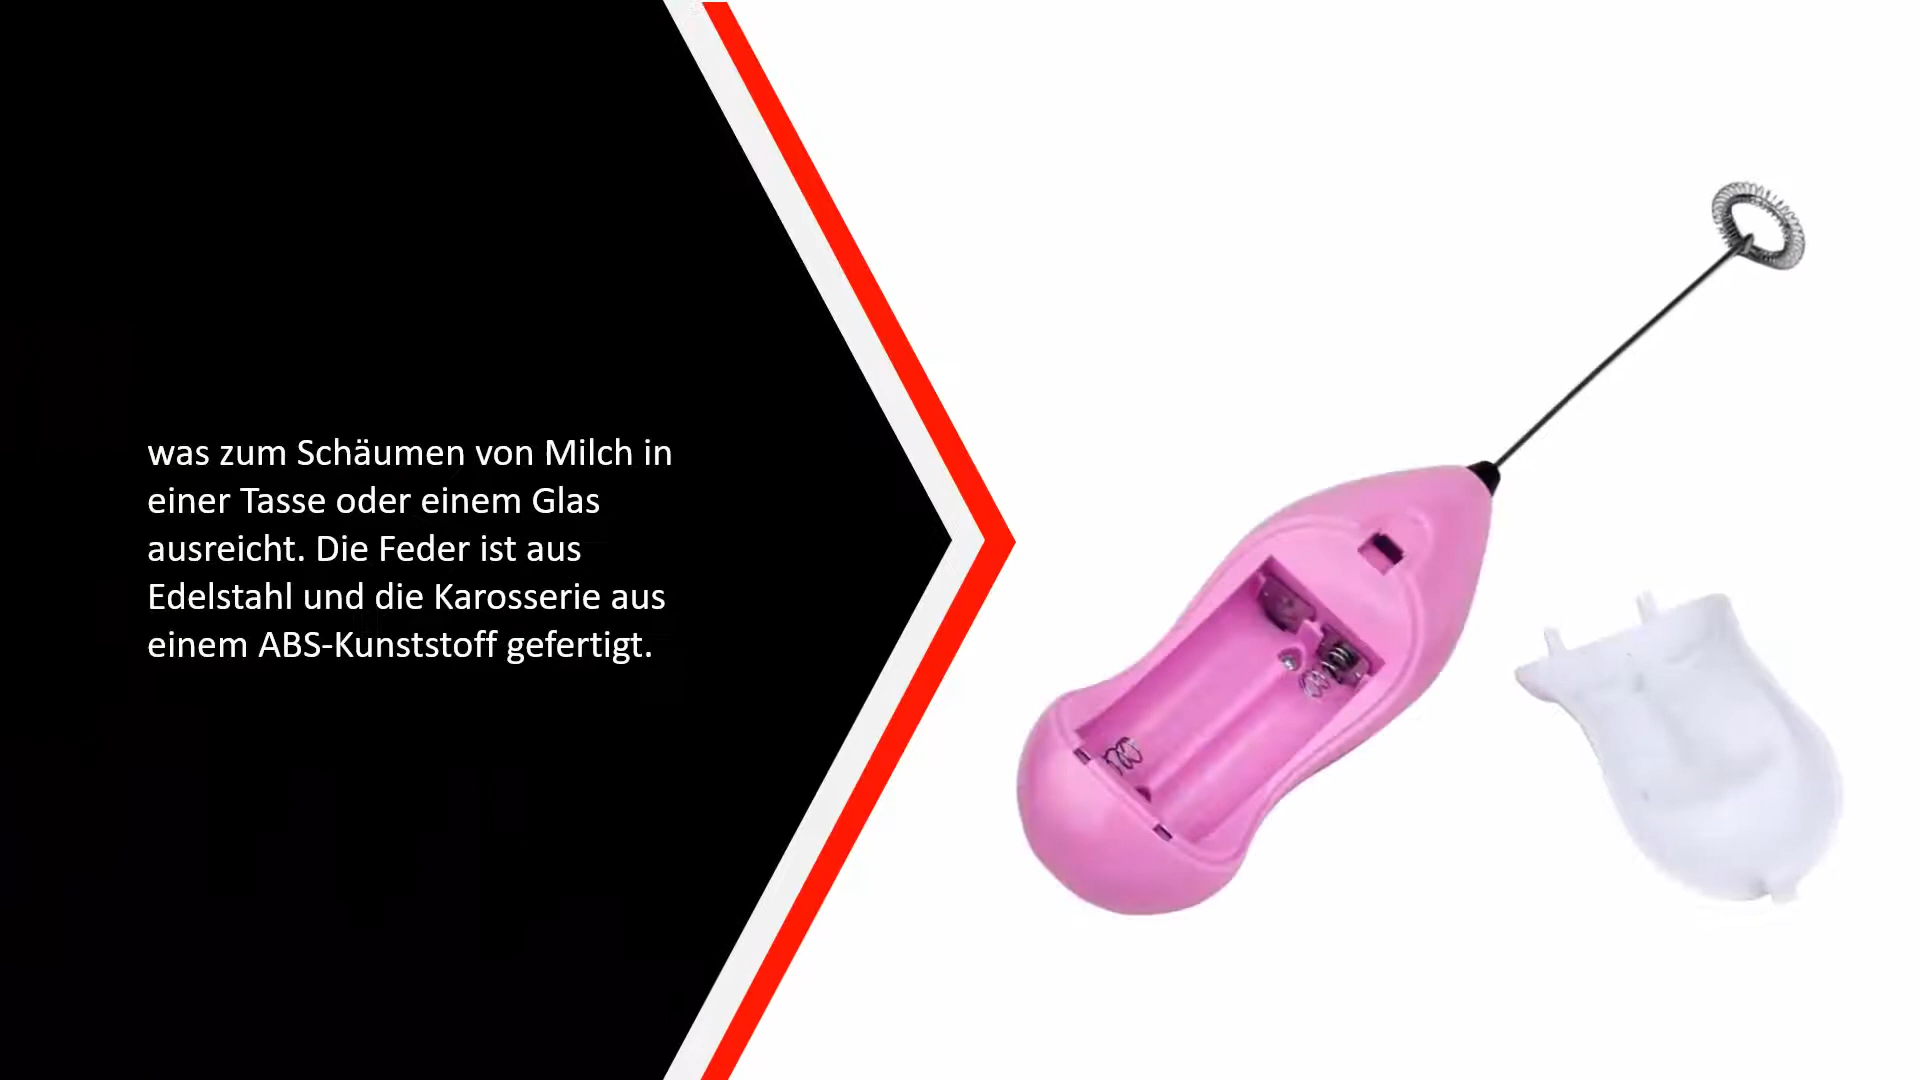 was zum Schäumen von Milch in
einer Tasse oder einem Glas
ausreicht. Die Feder ist aus
Edelstahl und die Karosserie aus
einem ABS-Kunststoff gefertigt.